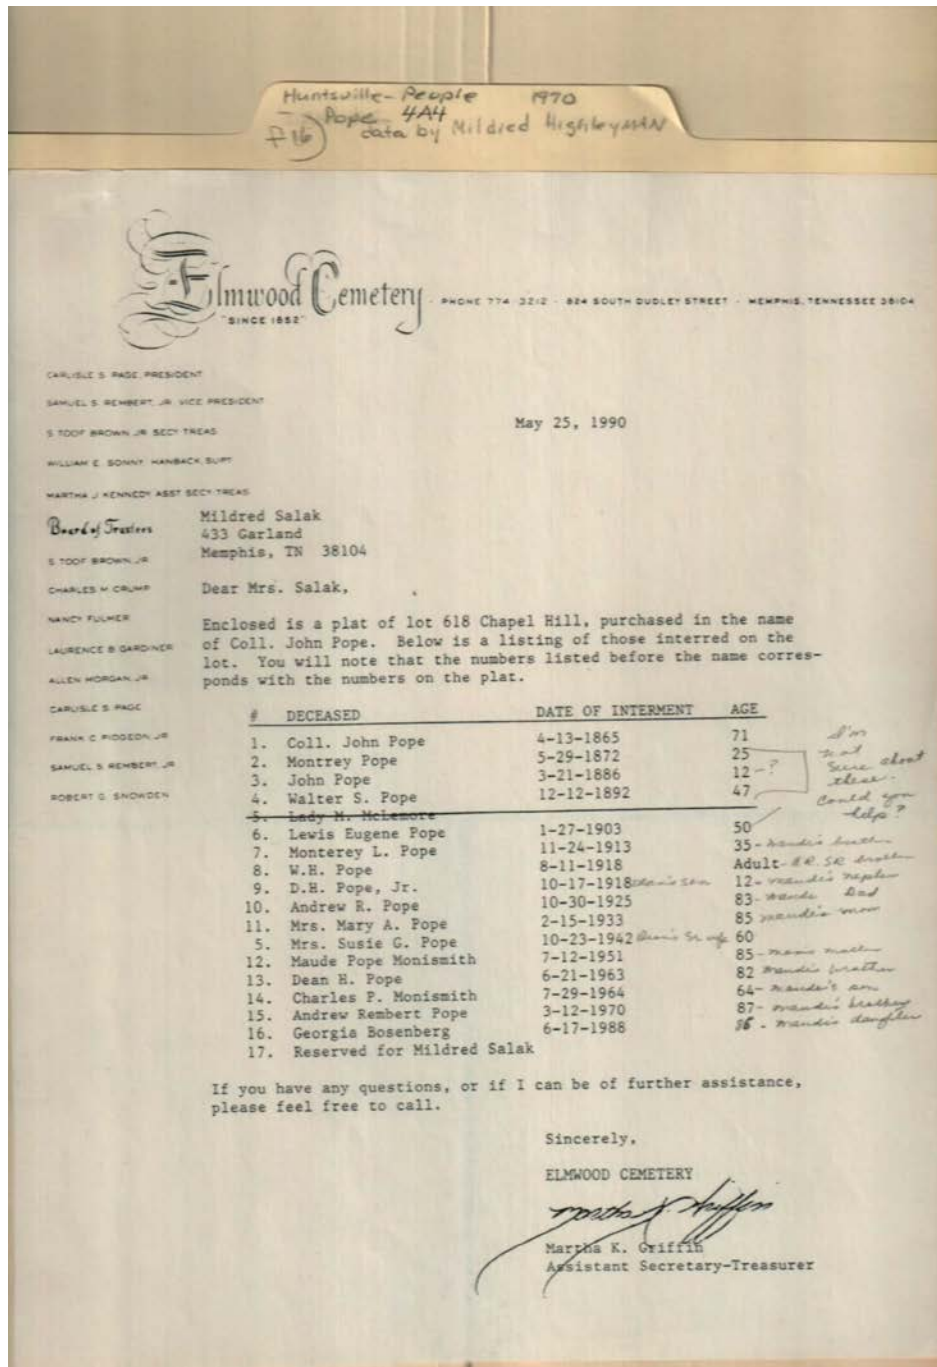 Huntsville - People 1970
Pope 4A4
F16) data by Mildred Highleyman
Elmwood Cemetery · PHONE 774-3212 · 824 SOUTH DUDLEY STREET · MEMPHIS, TENNESSEE 38104
"SINCE 1852"
CARLISLE S. PAGE, PRESIDENT
SAMUEL S. REMBERT, JR. VICE PRESIDENT
May 25, 1990
S. TOOF BROWN, JR. SECY TREAS.
WILLIAM E. SONNY HANBACK, SUPT.
MARTHA J. KENNEDY ASST SECY TREAS.
Board of Trustees
S. TOOF BROWN, JR.
CHARLES M. CRUMP
NANCY FULMER
LAURENCE B. GARDINER
ALLEN MORGAN, JR.
CARLISLE S. PAGE
FRANK C. PIDGEON, JR.
SAMUEL S. REMBERT, JR.
ROBERT G. SNOWDEN
Mildred Salak
433 Garland
Memphis, TN 38104
Dear Mrs. Salak,
Enclosed is a plat of lot 618 Chapel Hill, purchased in the name
of Coll. John Pope. Below is a listing of those interred on the
lot. You will note that the numbers listed before the name corres-
ponds with the numbers on the plat.
# DECEASED DATE OF INTERMENT AGE
1. Coll. John Pope 4-13-1865 71
2. Montrey Pope 5-29-1872 25
3. John Pope 3-21-1886 12 - ?
4. Walter S. Pope 12-12-1892 47
I'm
not
sure about
these.
Could you
help?
5. Lady M. McLemore
6. Lewis Eugene Pope 1-27-1903 50
7. Monterey L. Pope 11-24-1913 35 - maude's brother
8. W.H. Pope 8-11-1918 Adult - SR brother
9. D.H. Pope, Jr. 10-17-1918 son 12 - maude's nephew
10. Andrew R. Pope 10-30-1925 83 - maude Dad
11. Mrs. Mary A. Pope 2-15-1933 85 maude's mom
5. Mrs. Susie G. Pope 10-23-1942 Dean's Sr wife 60
12. Maude Pope Monismith 7-12-1951 85 - mother
13. Dean H. Pope 6-21-1963 82 maude's brother
14. Charles P. Monismith 7-29-1964 64 - maude's son
15. Andrew Rembert Pope 3-12-1970 87 - maude's brother
16. Georgia Bosenberg 6-17-1988 - maude's daughter
17. Reserved for Mildred Salak
If you have any questions, or if I can be of further assistance,
please feel free to call.
Sincerely,
ELMWOOD CEMETERY
Martha K. Griffin
Martha K. Griffin
Assistant Secretary-Treasurer